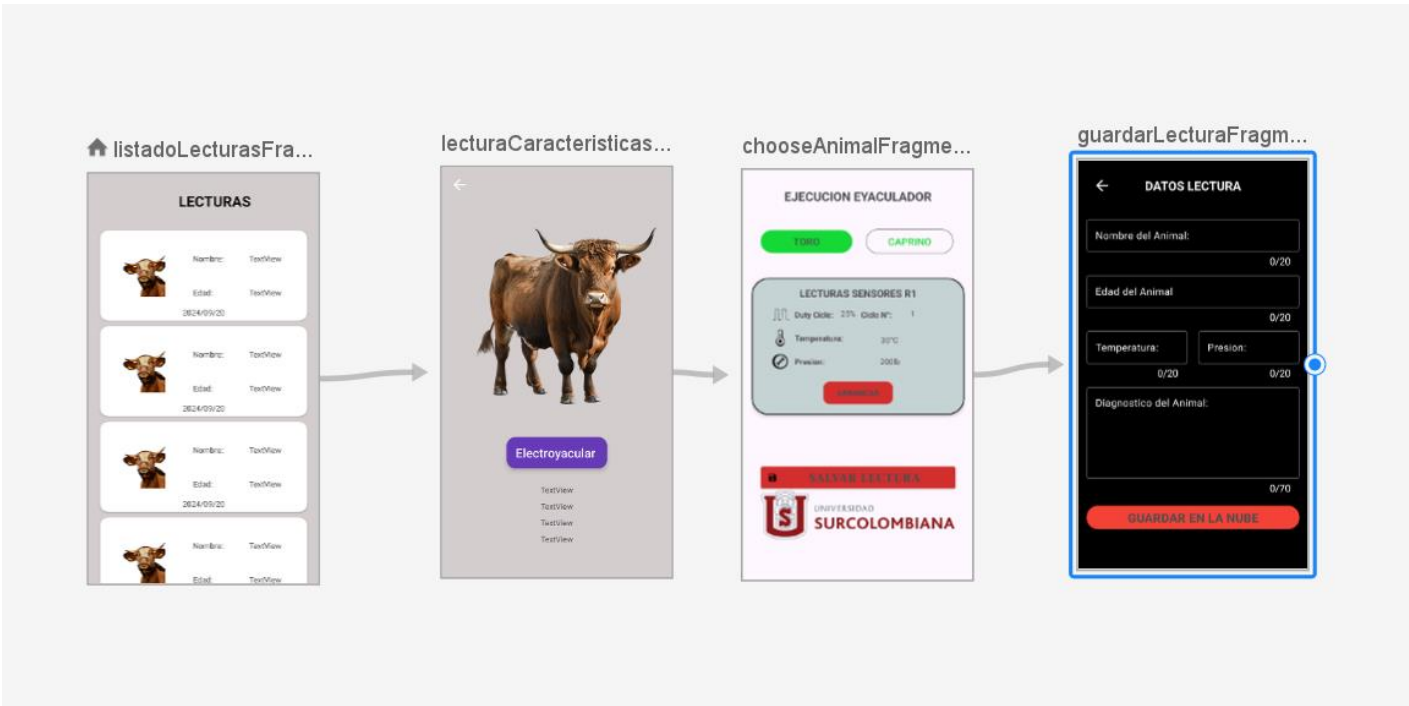 listadoLecturasFra...
LECTURAS
Nombre: TextView
Edad: TextView
2024/09/20
Nombre: TextView
Edad: TextView
2024/09/20
Nombre: TextView
Edad: TextView
2024/09/20
Nombre: TextView
Edad: TextView
lecturaCaracteristicas...
Electroyacular
TextView
TextView
TextView
TextView
chooseAnimalFragme...
EJECUCION EYACULADOR
TORO CAPRINO
LECTURAS SENSORES R1
Duty Ciclo: 25% Ciclo N°: 1
Temperatura: 30°C
Presion:
SALVAR LECTURA
UNIVERSIDAD
SURCOLOMBIANA
guardarLecturaFragm...
DATOS LECTURA
Nombre del Animal:
0/20
Edad del Animal
0/20
Temperatura: Presion:
0/20 0/20
Diagnostico del Animal:
0/70
GUARDAR EN LA NUBE